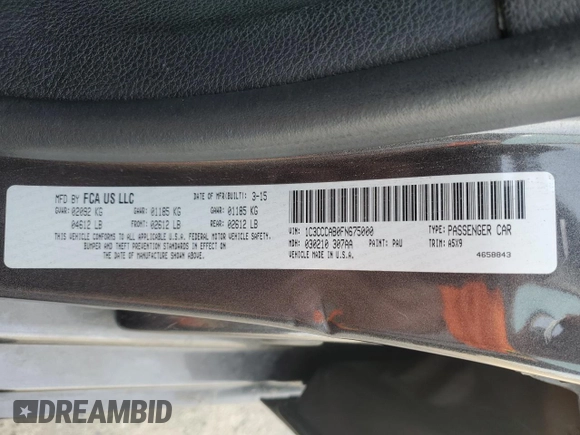 MFD BY FCA US LLC DATE OF MFR(BUILT): 3-15
GVWR: 02092 KG GAWR: 01185 KG GAWR: 01185 KG
04612 LB FRONT: 02612 LB REAR: 02612 LB
THIS VEHICLE CONFORMS TO ALL APPLICABLE U.S.A. FEDERAL MOTOR VEHICLE SAFETY,
BUMPER AND THEFT PREVENTION STANDARDS IN EFFECT ON
THE DATE OF MANUFACTURE SHOWN ABOVE.
VIN: 1C3CCCAB0FN675000 TYPE: PASSENGER CAR
MDH: 030210 307AA PAINT: PAU TRIM: A5X9
VEHICLE MADE IN U.S.A. 4658843
DREAMBID